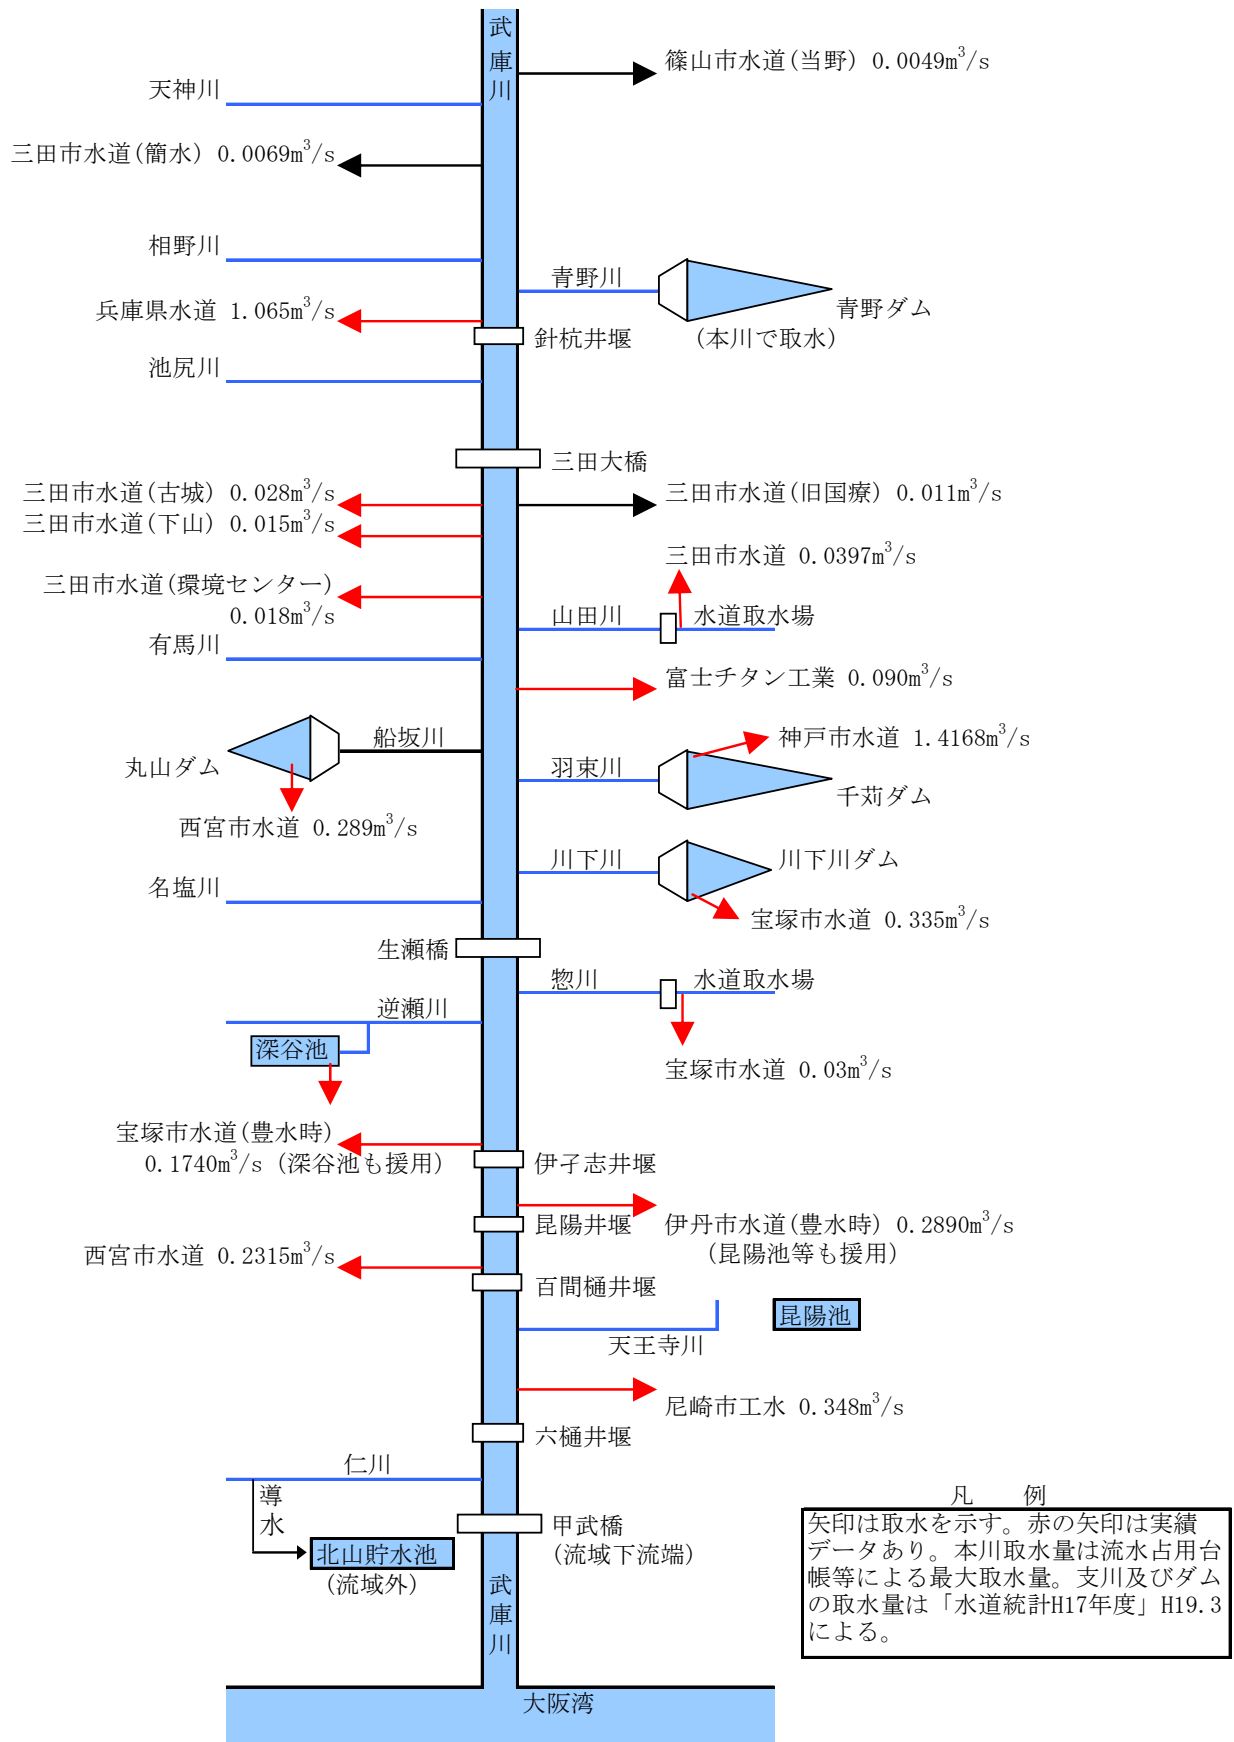 武庫川
篠山市水道(当野) 0.0049m³/s
天神川
三田市水道(簡水) 0.0069m³/s
相野川
青野川
青野ダム
兵庫県水道 1.065m³/s
(本川で取水)
針杭井堰
池尻川
三田大橋
三田市水道(古城) 0.028m³/s
三田市水道(旧国療) 0.011m³/s
三田市水道(下山) 0.015m³/s
三田市水道 0.0397m³/s
三田市水道(環境センター)
0.018m³/s
山田川
水道取水場
有馬川
富士チタン工業 0.090m³/s
船坂川
神戸市水道 1.4168m³/s
丸山ダム
羽束川
千苅ダム
西宮市水道 0.289m³/s
川下川
川下川ダム
名塩川
宝塚市水道 0.335m³/s
生瀬橋
惣川
水道取水場
逆瀬川
深谷池
宝塚市水道 0.03m³/s
宝塚市水道(豊水時)
0.1740m³/s (深谷池も援用)
伊孑志井堰
昆陽井堰
伊丹市水道(豊水時) 0.2890m³/s
(昆陽池等も援用)
西宮市水道 0.2315m³/s
百間樋井堰
昆陽池
天王寺川
尼崎市工水 0.348m³/s
六樋井堰
仁川
導水
甲武橋
(流域下流端)
北山貯水池
(流域外)
凡 例
矢印は取水を示す。赤の矢印は実績
データあり。本川取水量は流水占用台
帳等による最大取水量。支川及びダム
の取水量は「水道統計H17年度」H19.3
による。
武庫川
大阪湾